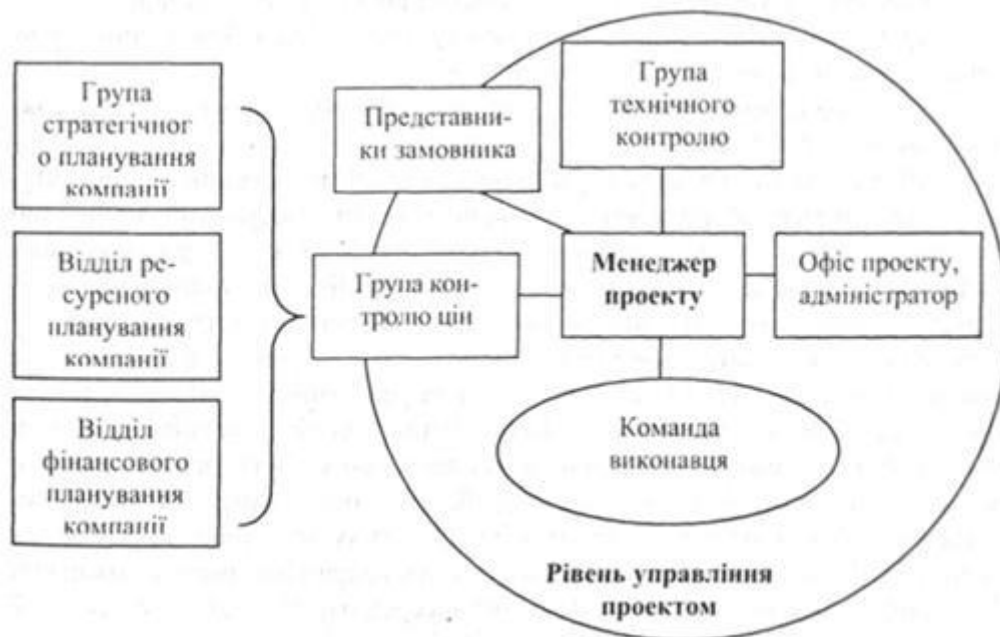 Група
стратегічног
о планування
компанії
Відділ ре-
сурсного
планування
компанії
Відділ
фінансового
планування
компанії
Представни-
ки замовника
Група
технічного
контролю
Група кон-
тролю цін
Менеджер
проекту
Офіс проекту,
адміністратор
Команда
виконавця
Рівень управління
проектом